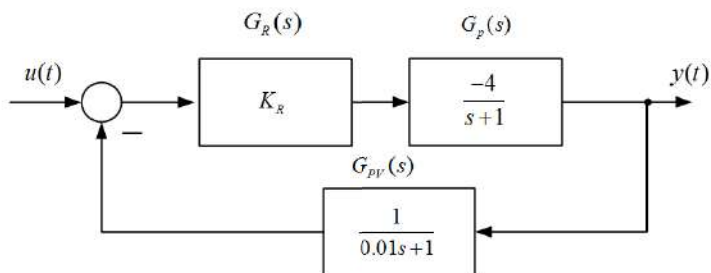 G_R(s)
G_p(s)
u(t)
y(t)
K_R
-4
s+1
−
G_PV(s)
1
0.01s+1